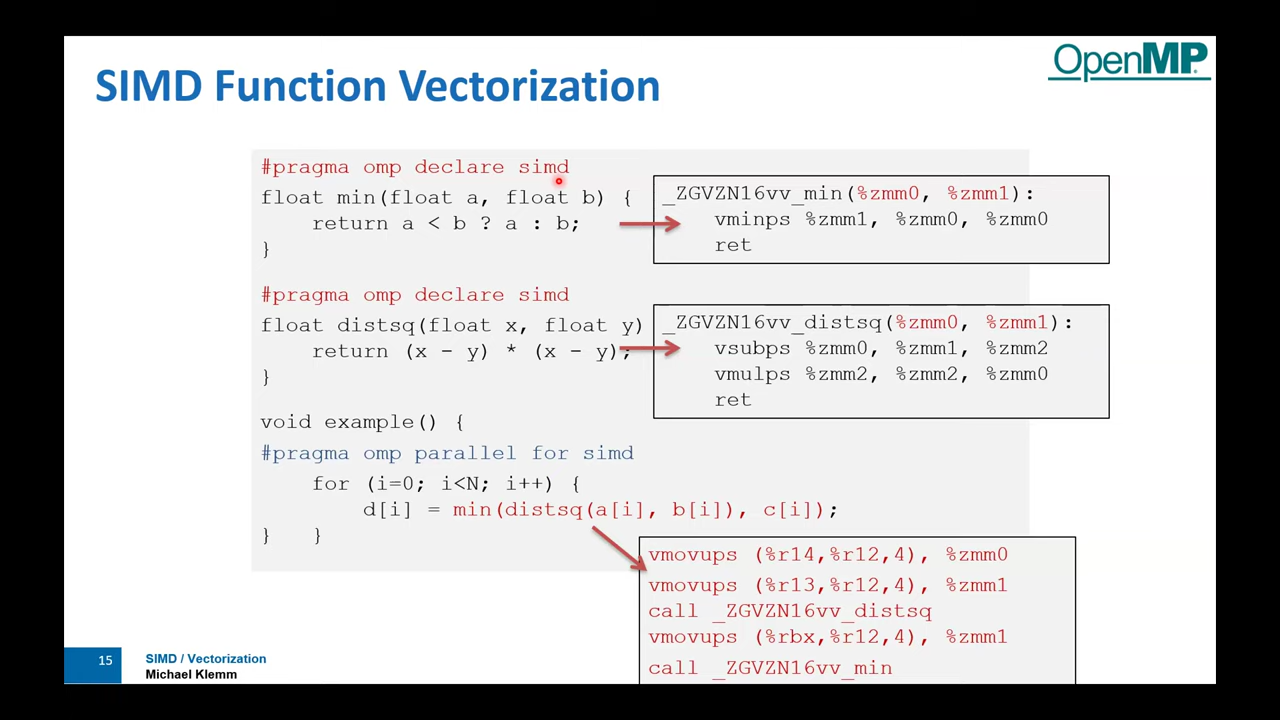 OpenMP
SIMD Function Vectorization
#pragma omp declare simd
float min(float a, float b) {
return a < b ? a : b;
}
_ZGVZN16vv_min(%zmm0, %zmm1):
vminps %zmm1, %zmm0, %zmm0
ret
#pragma omp declare simd
float distsq(float x, float y)
return (x - y) * (x - y);
}
_ZGVZN16vv_distsq(%zmm0, %zmm1):
vsubps %zmm0, %zmm1, %zmm2
vmulps %zmm2, %zmm2, %zmm0
ret
void example() {
#pragma omp parallel for simd
for (i=0; i<N; i++) {
d[i] = min(distsq(a[i], b[i]), c[i]);
} }
vmovups (%r14,%r12,4), %zmm0
vmovups (%r13,%r12,4), %zmm1
call _ZGVZN16vv_distsq
vmovups (%rbx,%r12,4), %zmm1
call _ZGVZN16vv_min
15
SIMD / Vectorization
Michael Klemm